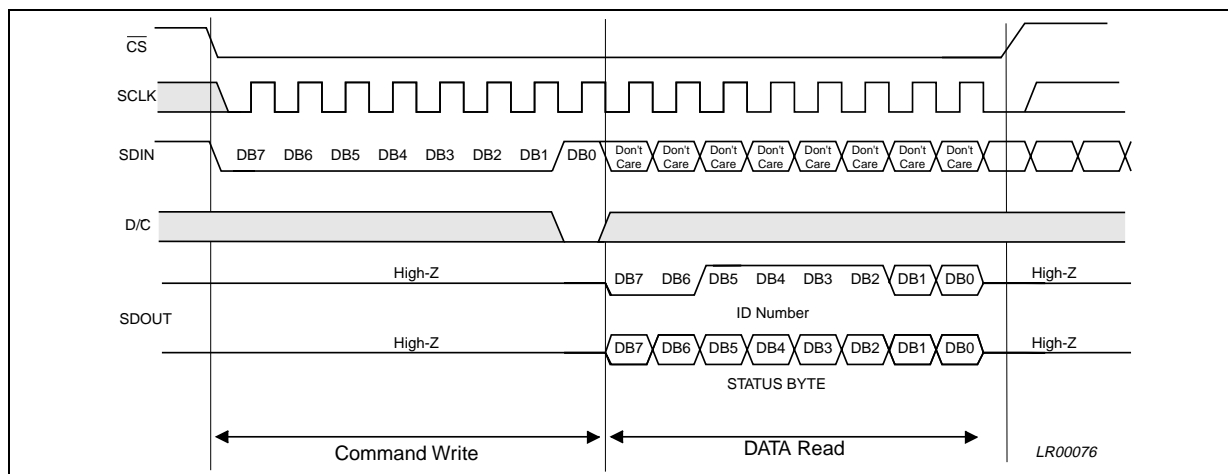 CS
SCLK
SDIN DB7 DB6 DB5 DB4 DB3 DB2 DB1 DB0 Don't Care Don't Care Don't Care Don't Care Don't Care Don't Care Don't Care Don't Care
D/C
High-Z DB7 DB6 DB5 DB4 DB3 DB2 DB1 DB0 High-Z
ID Number
SDOUT
High-Z DB7 DB6 DB5 DB4 DB3 DB2 DB1 DB0 High-Z
STATUS BYTE
Command Write DATA Read LR00076